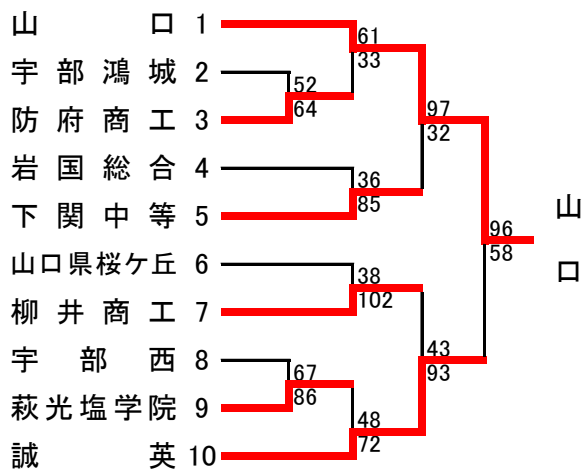 山口 1
宇部鴻城 2
防府商工 3
岩国総合 4
下関中等 5
山口県桜ケ丘 6
柳井商工 7
宇部西 8
萩光塩学院 9
誠英 10
52
64
67
86
61
33
36
85
38
102
48
72
97
32
43
93
96
58
山口